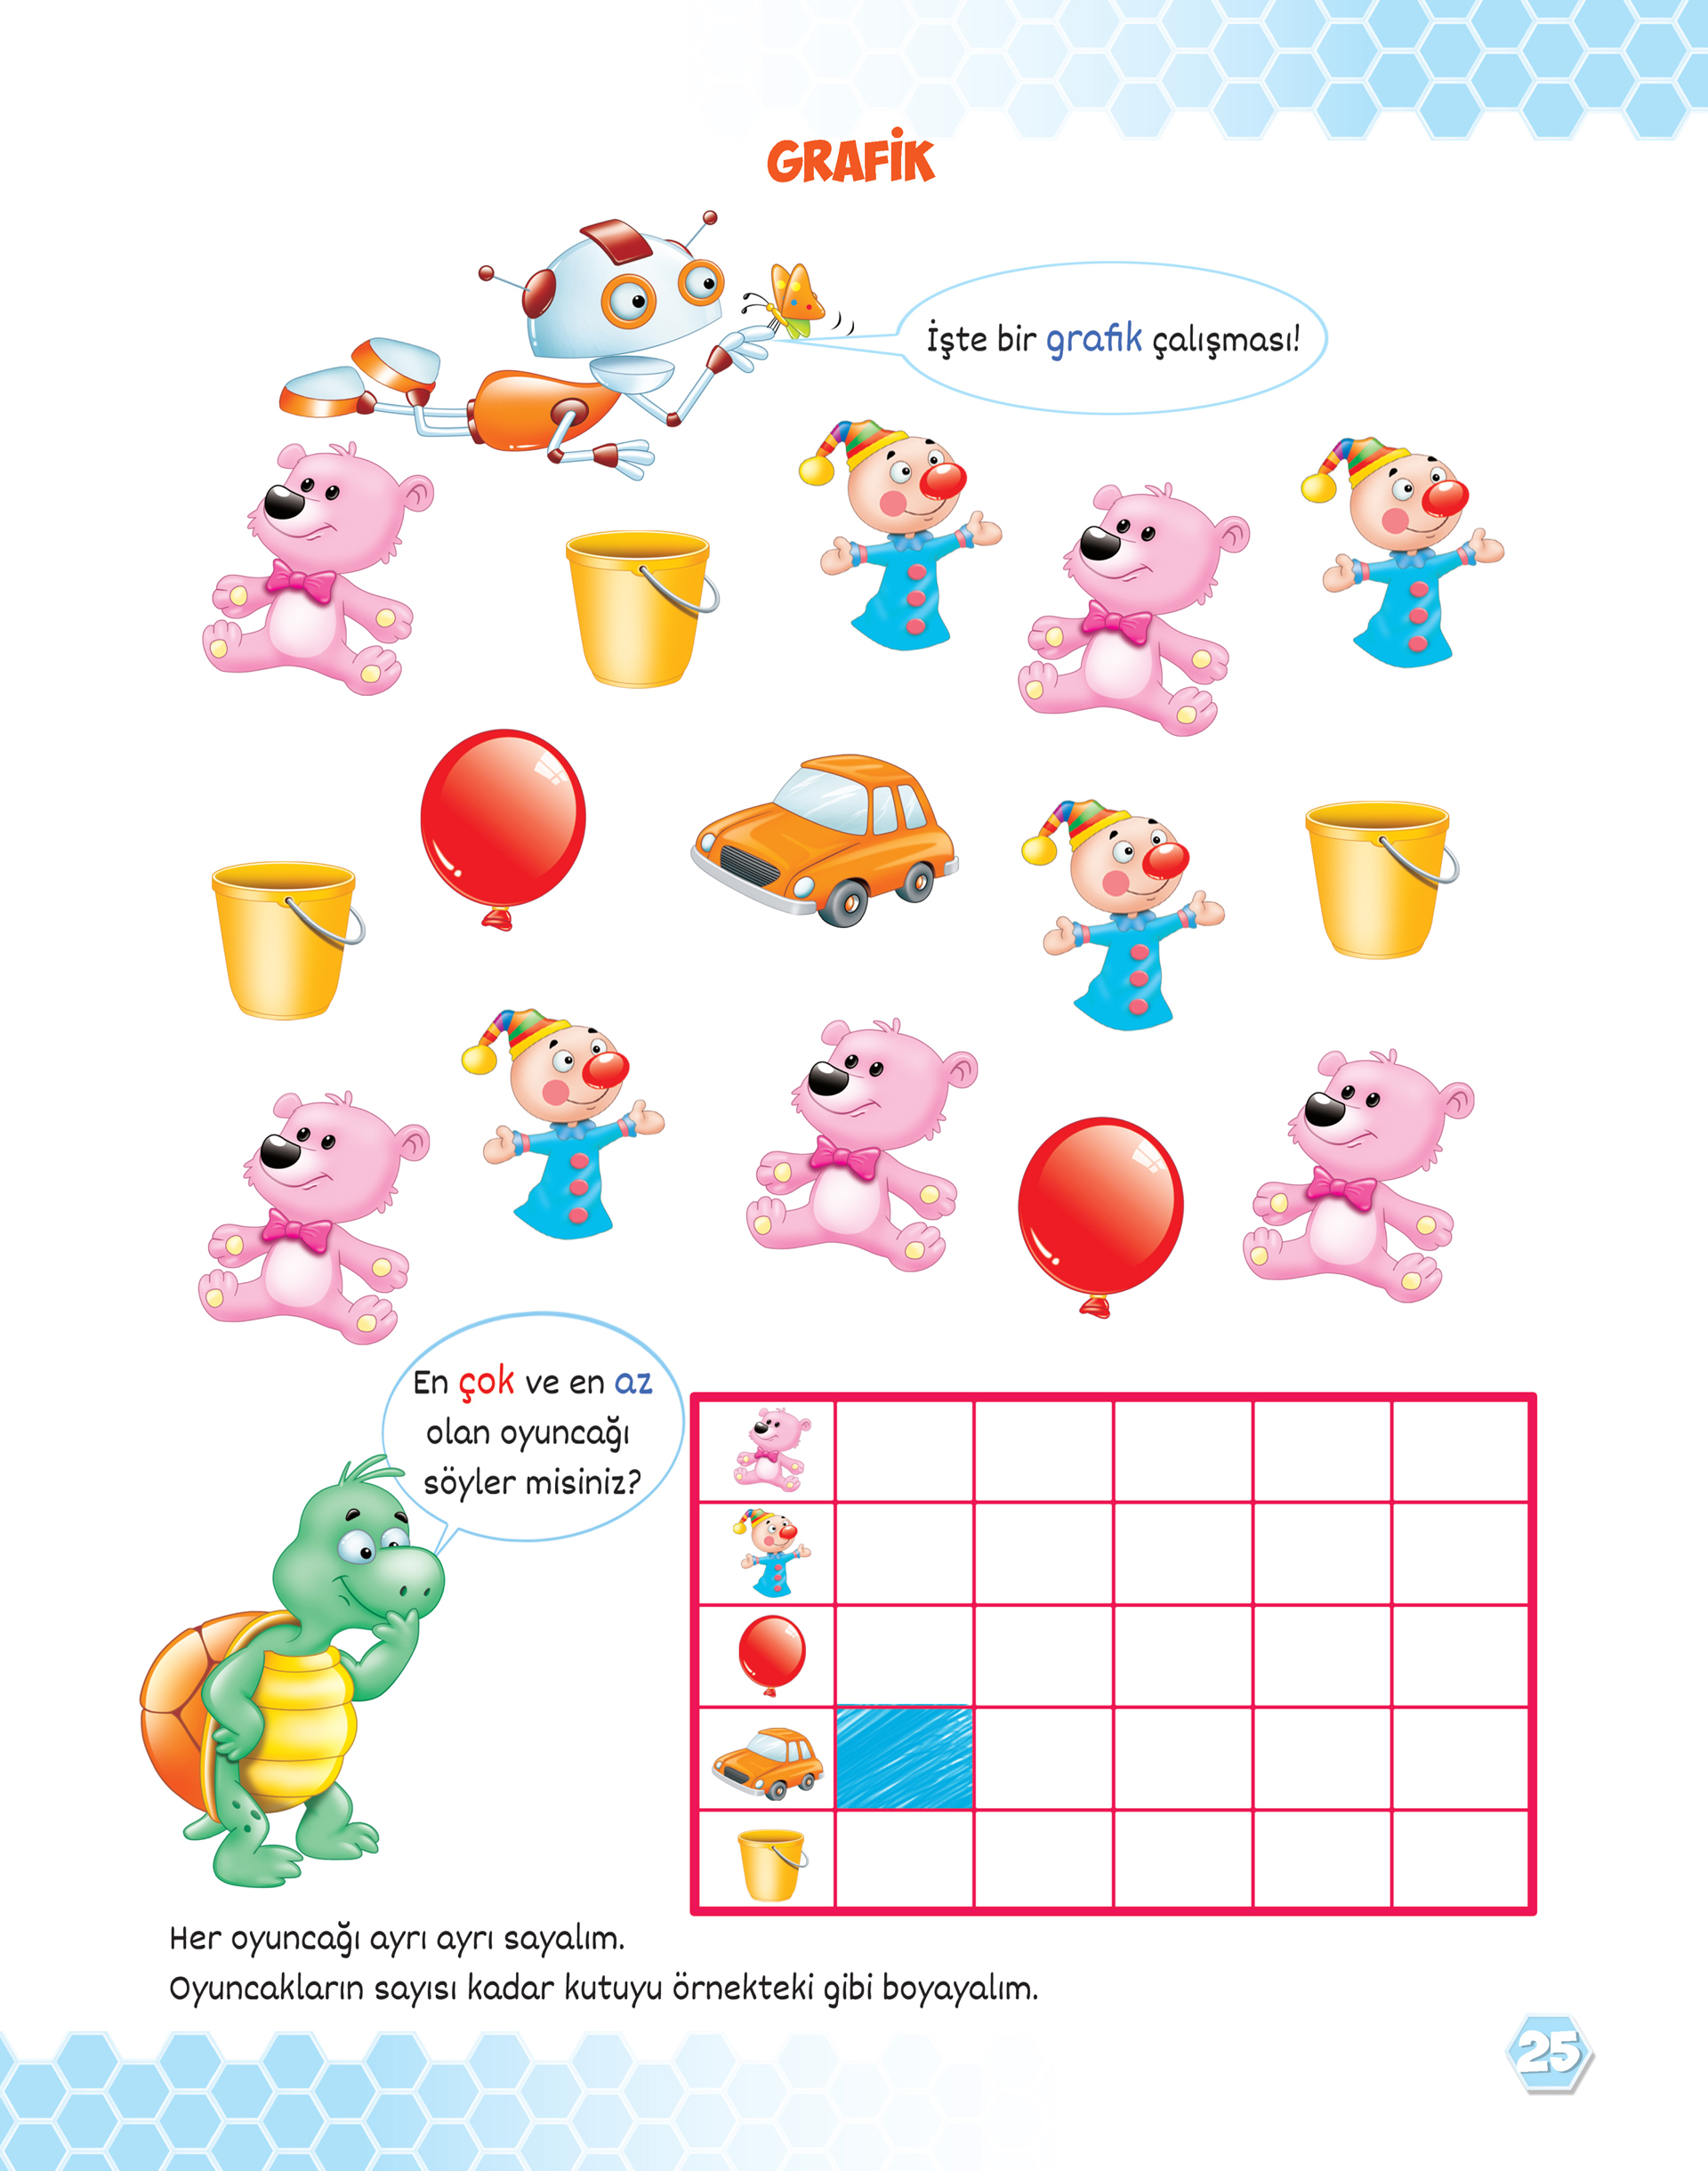 GRAFİK
İşte bir grafik çalışması!
En çok ve en az
olan oyuncağı
söyler misiniz?
Her oyuncağı ayrı ayrı sayalım.
Oyuncakların sayısı kadar kutuyu örnekteki gibi boyayalım.
25